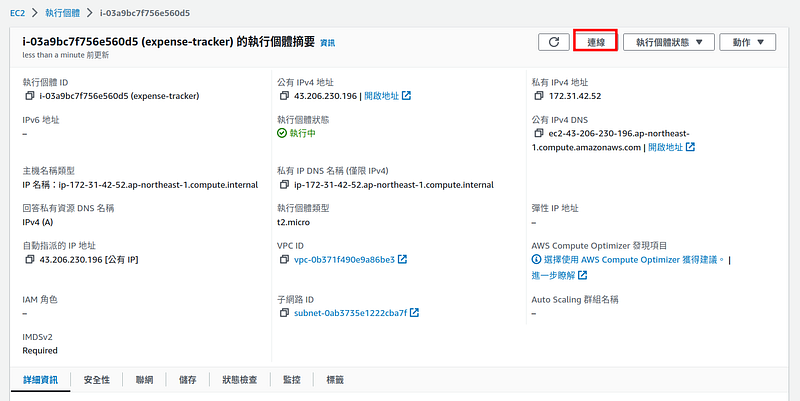 EC2 > 執行個體 > i-03a9bc7f756e560d5
i-03a9bc7f756e560d5 (expense-tracker) 的執行個體摘要 資訊
less than a minute 前更新
連線
執行個體狀態
動作
執行個體 ID
i-03a9bc7f756e560d5 (expense-tracker)
公有 IPv4 地址
43.206.230.196 | 開啟地址
私有 IPv4 地址
172.31.42.52
IPv6 地址
–
執行個體狀態
執行中
公有 IPv4 DNS
ec2-43-206-230-196.ap-northeast-
1.compute.amazonaws.com | 開啟地址
主機名稱類型
IP 名稱：ip-172-31-42-52.ap-northeast-1.compute.internal
私有 IP DNS 名稱 (僅限 IPv4)
ip-172-31-42-52.ap-northeast-1.compute.internal
回答私有資源 DNS 名稱
IPv4 (A)
執行個體類型
t2.micro
彈性 IP 地址
–
自動指派的 IP 地址
43.206.230.196 [公有 IP]
VPC ID
vpc-0b371f490e9a86be3
AWS Compute Optimizer 發現項目
選擇使用 AWS Compute Optimizer 獲得建議。 |
進一步瞭解
IAM 角色
–
子網路 ID
subnet-0ab3735e1222cba7f
Auto Scaling 群組名稱
–
IMDSv2
Required
詳細資訊
安全性
聯網
儲存
狀態檢查
監控
標籤